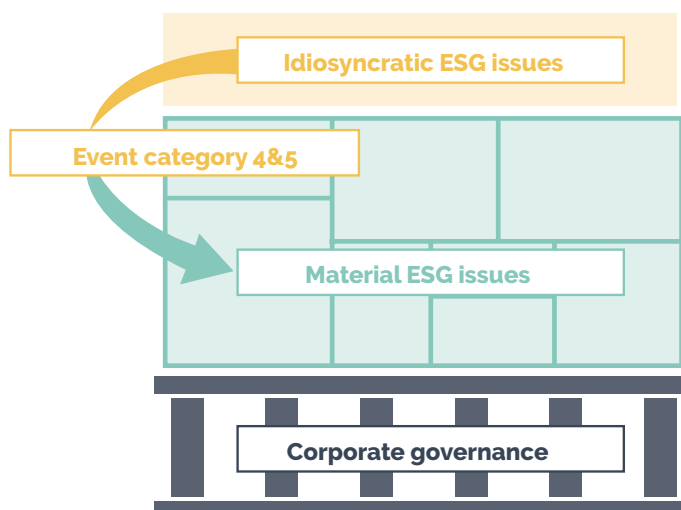 Idiosyncratic ESG issues
Event category 4&5
Material ESG issues
Corporate governance